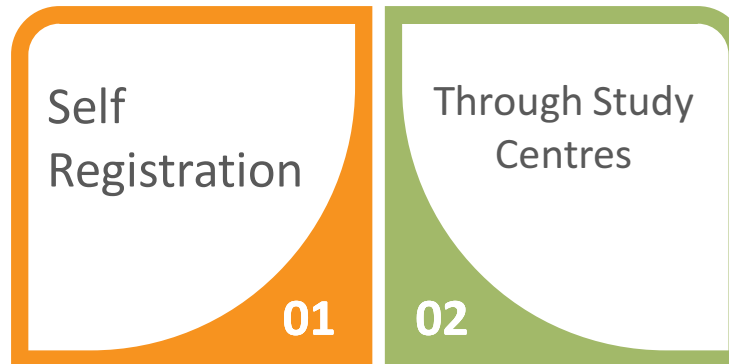 Self
Registration
01
Through Study
Centres
02